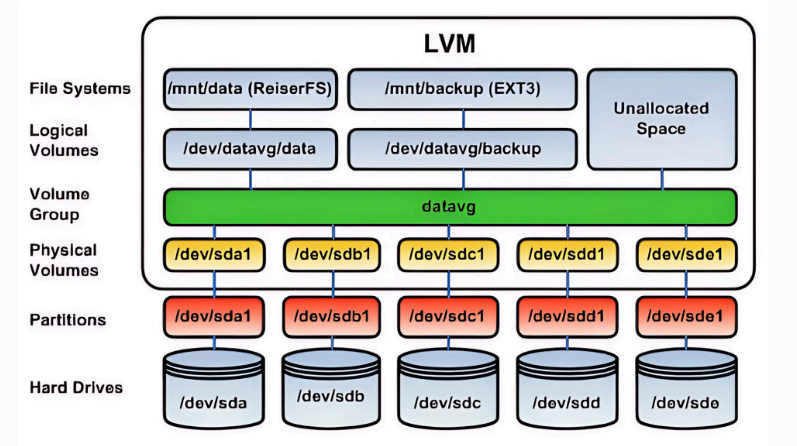 LVM
File Systems
/mnt/data (ReiserFS)
/mnt/backup (EXT3)
Unallocated
Space
Logical
Volumes
/dev/datavg/data
/dev/datavg/backup
Volume
Group
datavg
Physical
Volumes
/dev/sda1
/dev/sdb1
/dev/sdc1
/dev/sdd1
/dev/sde1
Partitions
/dev/sda1
/dev/sdb1
/dev/sdc1
/dev/sdd1
/dev/sde1
Hard Drives
/dev/sda
/dev/sdb
/dev/sdc
/dev/sdd
/dev/sde